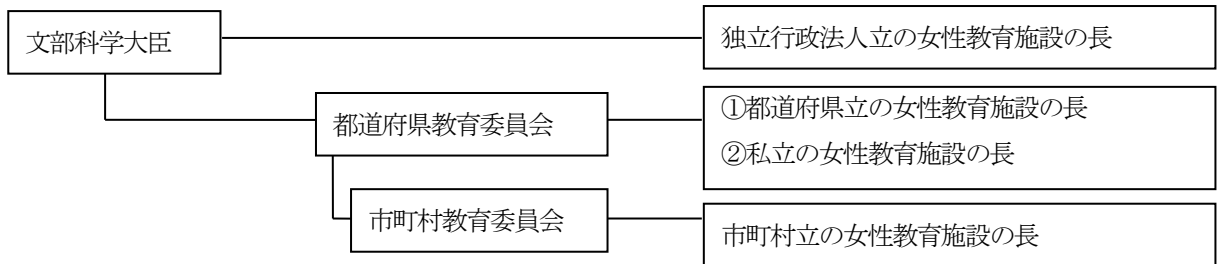 文部科学大臣
独立行政法人立の女性教育施設の長
都道府県教育委員会
①都道府県立の女性教育施設の長
②私立の女性教育施設の長
市町村教育委員会
市町村立の女性教育施設の長